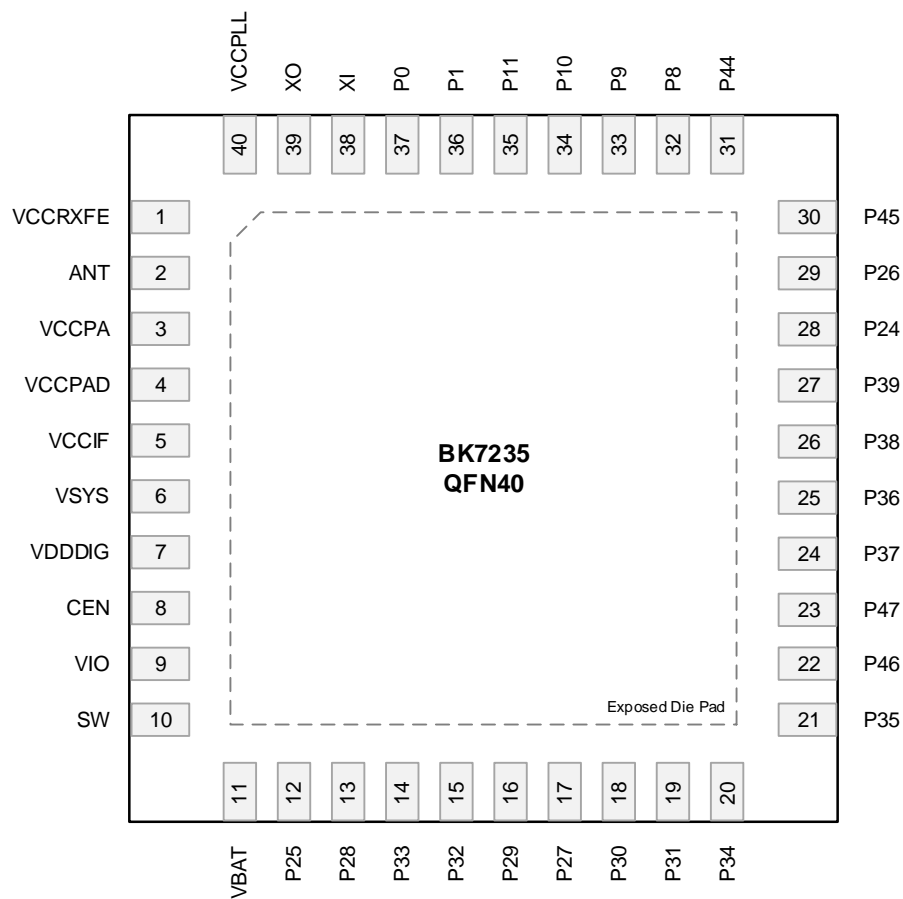 VCCPLL
XO
XI
P0
P1
P11
P10
P9
P8
P44
40
39
38
37
36
35
34
33
32
31
VCCRXFE 1
30 P45
ANT 2
29 P26
VCCPA 3
28 P24
VCCPAD 4
27 P39
VCCIF 5
26 P38
BK7235
QFN40
VSYS 6
25 P36
VDDDIG 7
24 P37
CEN 8
23 P47
VIO 9
22 P46
SW 10
Exposed Die Pad
21 P35
11
12
13
14
15
16
17
18
19
20
VBAT
P25
P28
P33
P32
P29
P27
P30
P31
P34